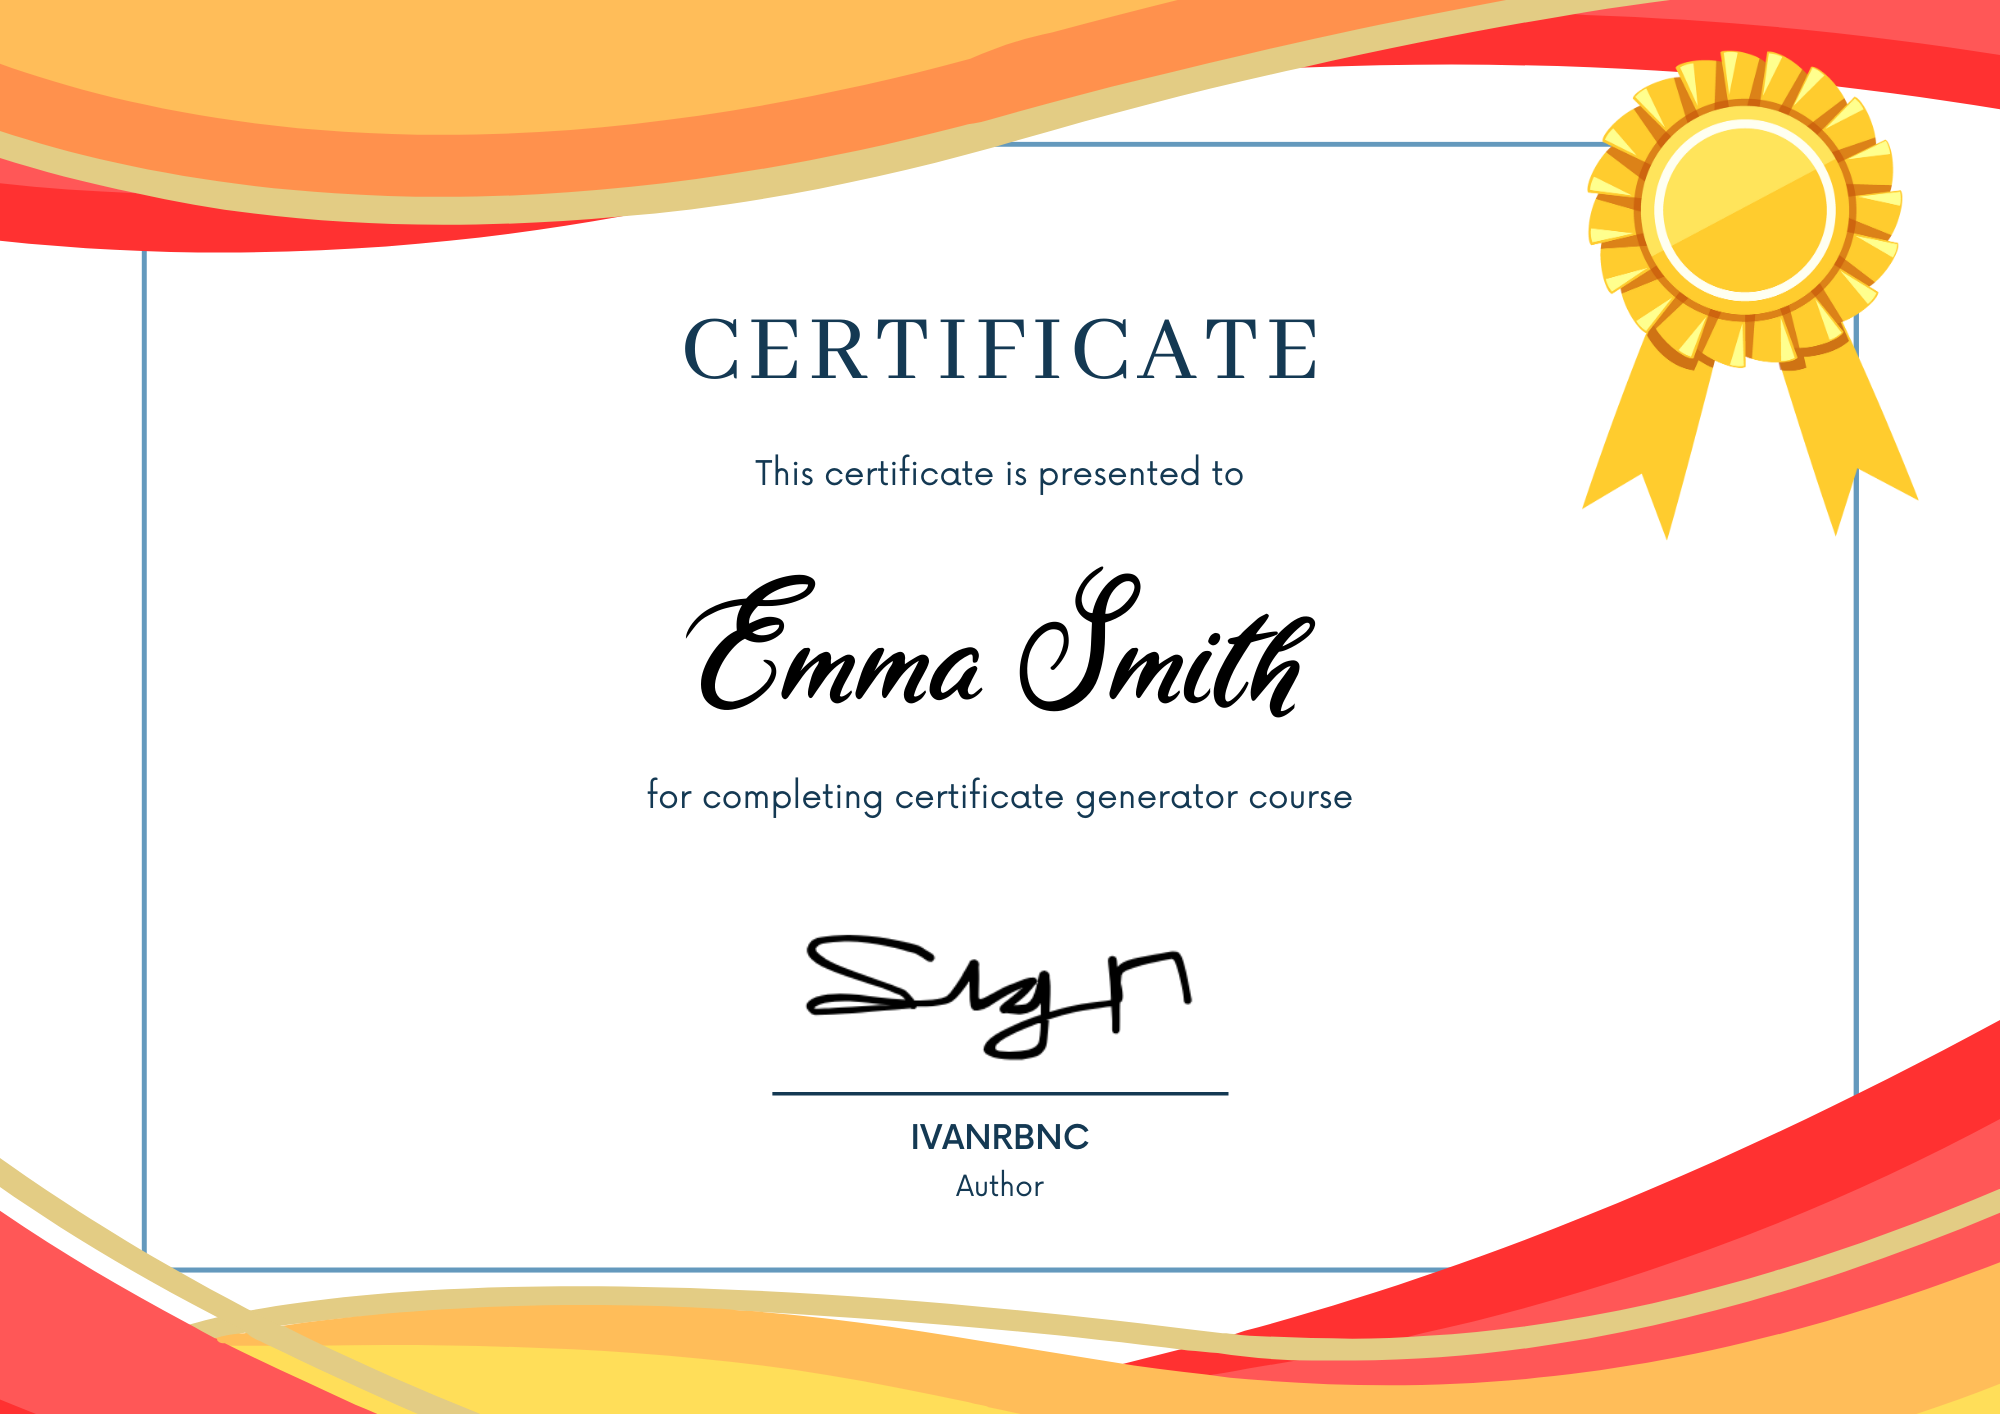 CERTIFICATE
This certificate is presented to
Emma Smith
for completing certificate generator course
Sign
IVANRBNC
Author